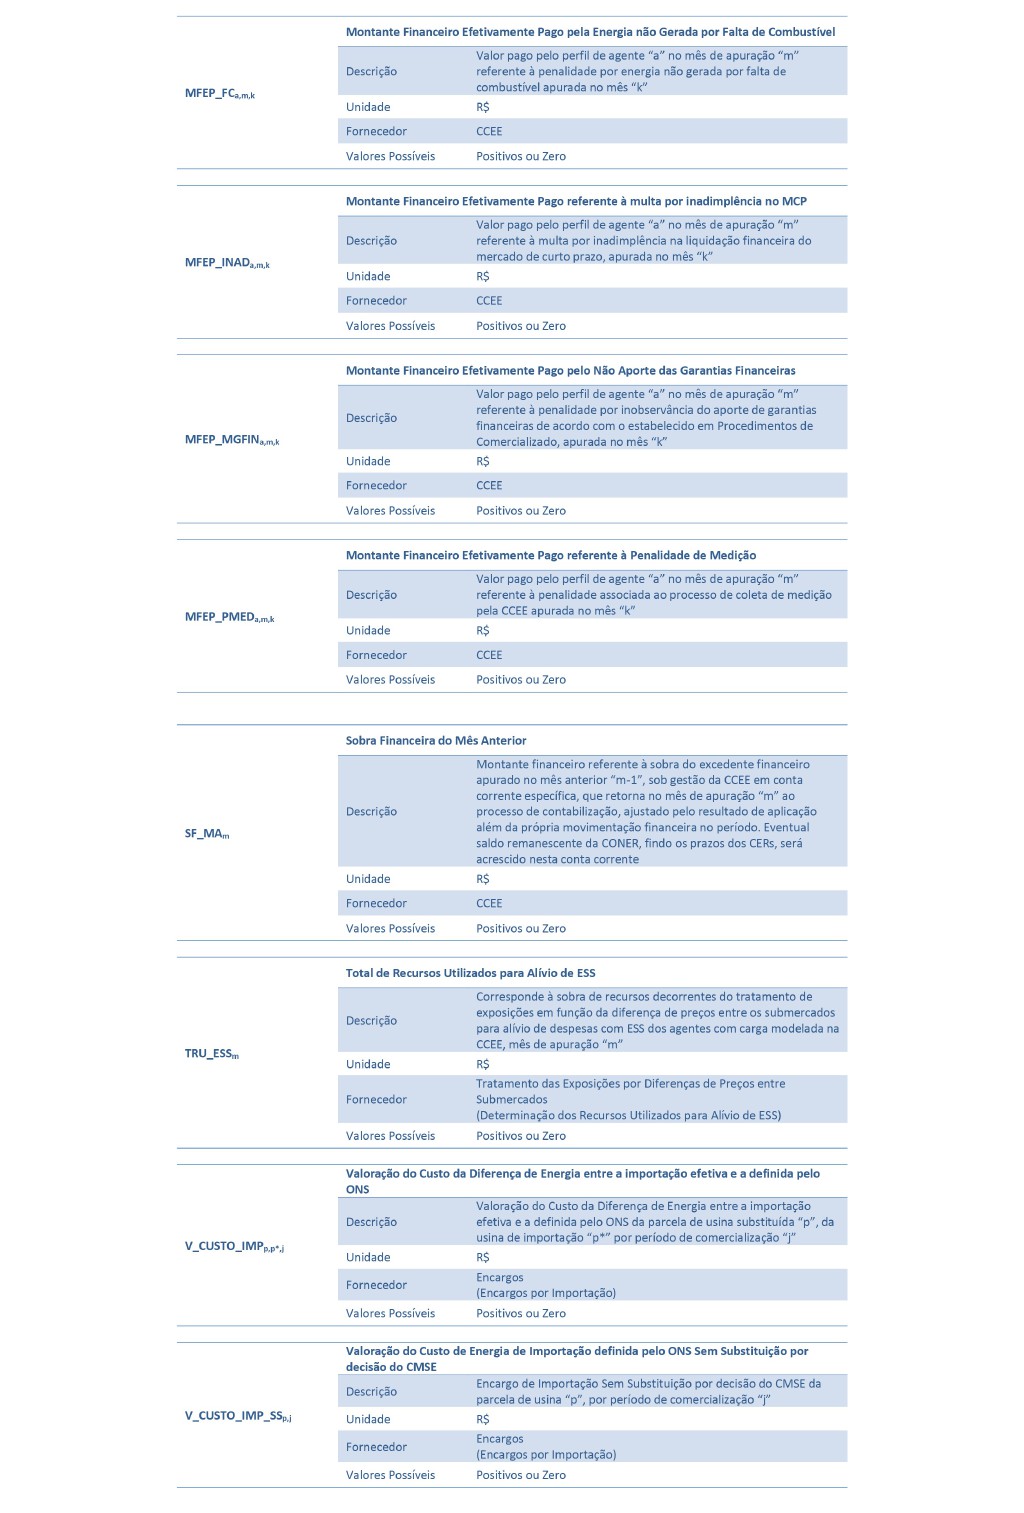 Montante Financeiro Efetivamente Pago pela Energia não Gerada por Falta de Combustível
MFEP_FCa,m,k
Descrição
Valor pago pelo perfil de agente “a” no mês de apuração “m”
referente à penalidade por energia não gerada por falta de
combustível apurada no mês “k”
Unidade R$
Fornecedor CCEE
Valores Possíveis Positivos ou Zero
Montante Financeiro Efetivamente Pago referente à multa por inadimplência no MCP
MFEP_INADa,m,k
Descrição
Valor pago pelo perfil de agente “a” no mês de apuração “m”
referente à multa por inadimplência na liquidação financeira do
mercado de curto prazo, apurada no mês “k”
Unidade R$
Fornecedor CCEE
Valores Possíveis Positivos ou Zero
Montante Financeiro Efetivamente Pago pelo Não Aporte das Garantias Financeiras
MFEP_MGFINa,m,k
Descrição
Valor pago pelo perfil de agente “a” no mês de apuração “m”
referente à penalidade por inobservância do aporte de garantias
financeiras de acordo com o estabelecido em Procedimentos de
Comercializado, apurada no mês “k”
Unidade R$
Fornecedor CCEE
Valores Possíveis Positivos ou Zero
Montante Financeiro Efetivamente Pago referente à Penalidade de Medição
MFEP_PMEDa,m,k
Descrição
Valor pago pelo perfil de agente “a” no mês de apuração “m”
referente à penalidade associada ao processo de coleta de medição
pela CCEE apurada no mês “k”
Unidade R$
Fornecedor CCEE
Valores Possíveis Positivos ou Zero
Sobra Financeira do Mês Anterior
SF_MAm
Descrição
Montante financeiro referente à sobra do excedente financeiro
apurado no mês anterior “m-1”, sob gestão da CCEE em conta
corrente específica, que retorna no mês de apuração “m” ao
processo de contabilização, ajustado pelo resultado de aplicação
além da própria movimentação financeira no período. Eventual
saldo remanescente da CONER, findo os prazos dos CERs, será
acrescido nesta conta corrente
Unidade R$
Fornecedor CCEE
Valores Possíveis Positivos ou Zero
Total de Recursos Utilizados para Alívio de ESS
TRU_ESSm
Descrição
Corresponde à sobra de recursos decorrentes do tratamento de
exposições em função da diferença de preços entre os submercados
para alívio de despesas com ESS dos agentes com carga modelada na
CCEE, mês de apuração “m”
Unidade R$
Fornecedor
Tratamento das Exposições por Diferenças de Preços entre
Submercados
(Determinação dos Recursos Utilizados para Alívio de ESS)
Valores Possíveis Positivos ou Zero
Valoração do Custo da Diferença de Energia entre a importação efetiva e a definida pelo
ONS
V_CUSTO_IMPp,p*,j
Descrição
Valoração do Custo da Diferença de Energia entre a importação
efetiva e a definida pelo ONS da parcela de usina substituída “p”, da
usina de importação “p*” por período de comercialização “j”
Unidade R$
Fornecedor
Encargos
(Encargos por Importação)
Valores Possíveis Positivos ou Zero
Valoração do Custo de Energia de Importação definida pelo ONS Sem Substituição por
decisão do CMSE
V_CUSTO_IMP_SSp,j
Descrição
Encargo de Importação Sem Substituição por decisão do CMSE da
parcela de usina “p”, por período de comercialização “j”
Unidade R$
Fornecedor
Encargos
(Encargos por Importação)
Valores Possíveis Positivos ou Zero